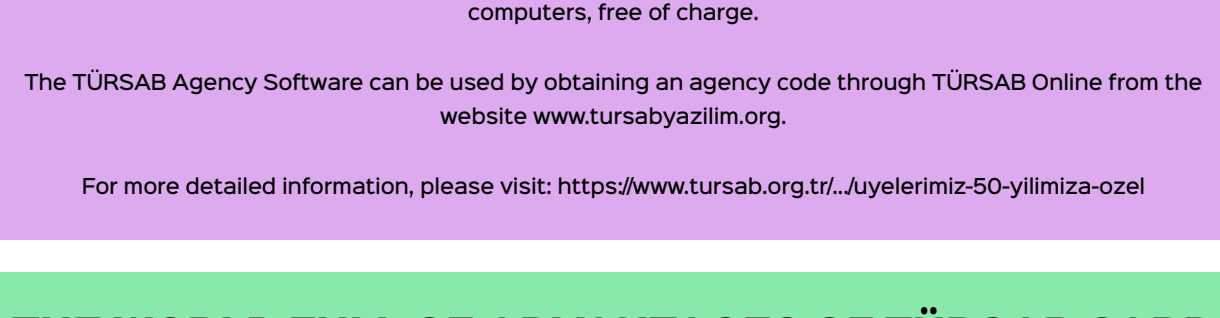 computers, free of charge.
The TÜRSAB Agency Software can be used by obtaining an agency code through TÜRSAB Online from the
website www.tursabyazilim.org.
For more detailed information, please visit: https://www.tursab.org.tr/.../uyelerimiz-50-yilimiza-ozel